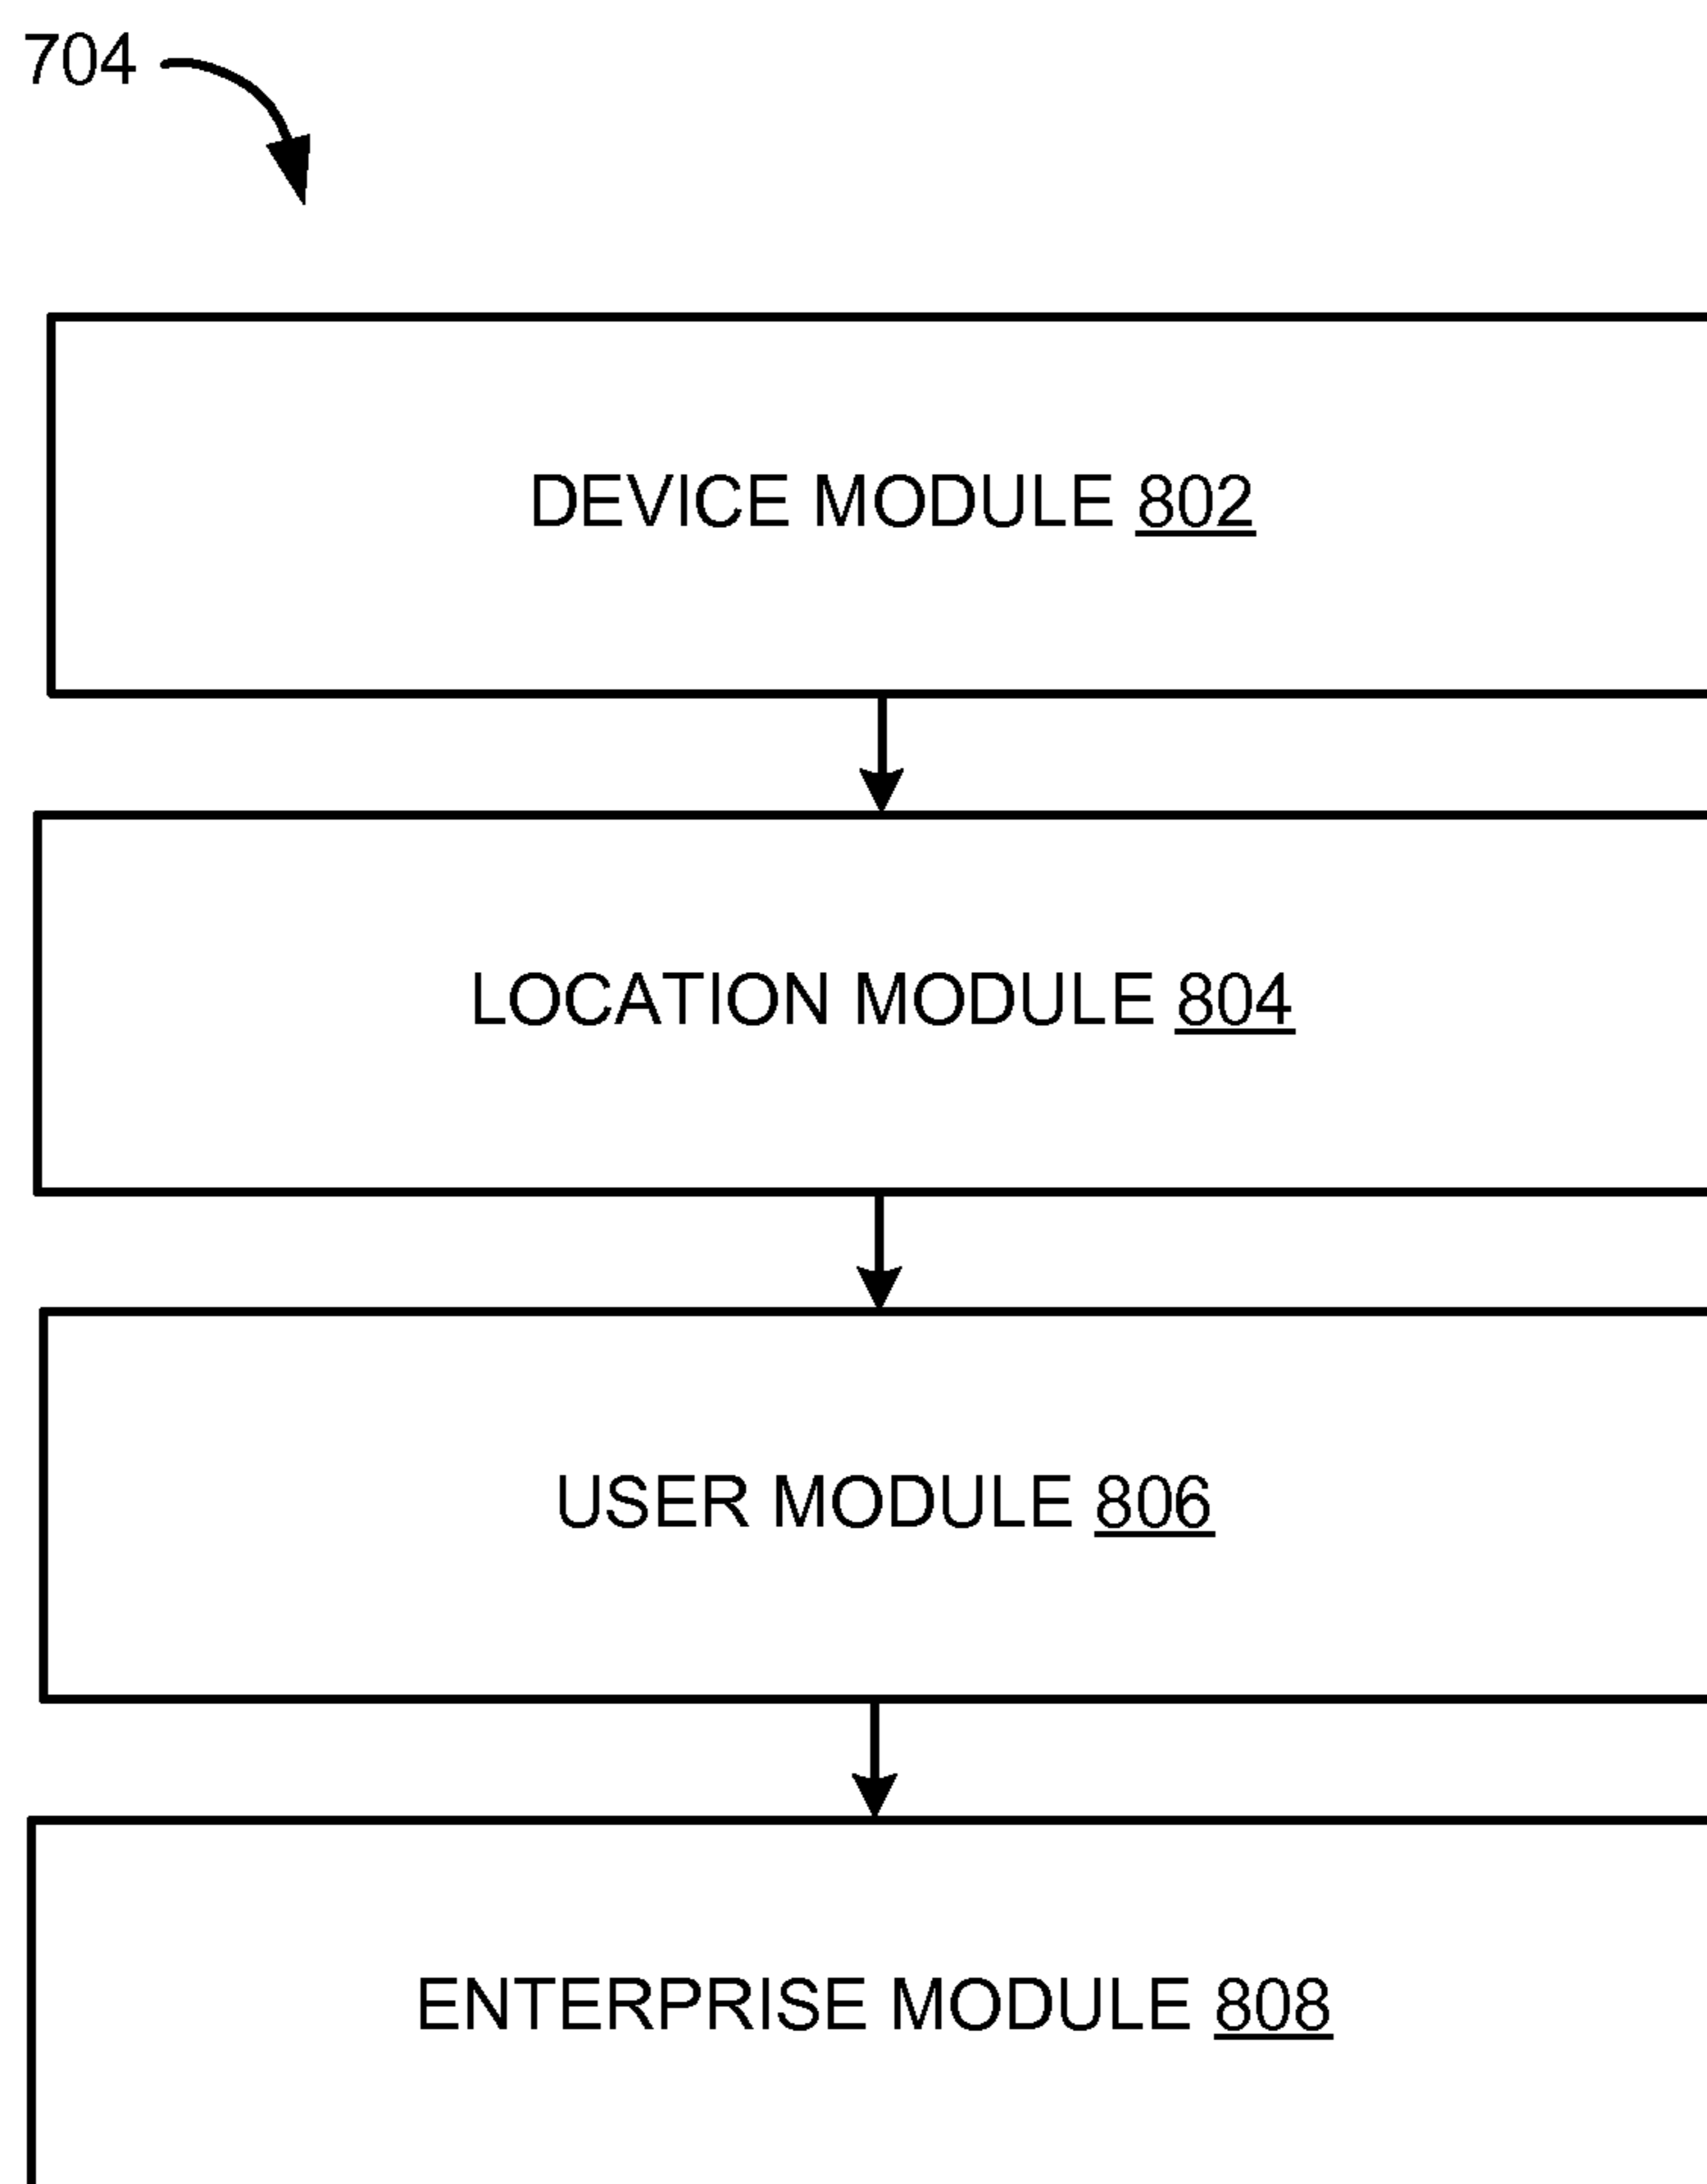 704
DEVICE MODULE 802
LOCATION MODULE 804
USER MODULE 806
ENTERPRISE MODULE 808